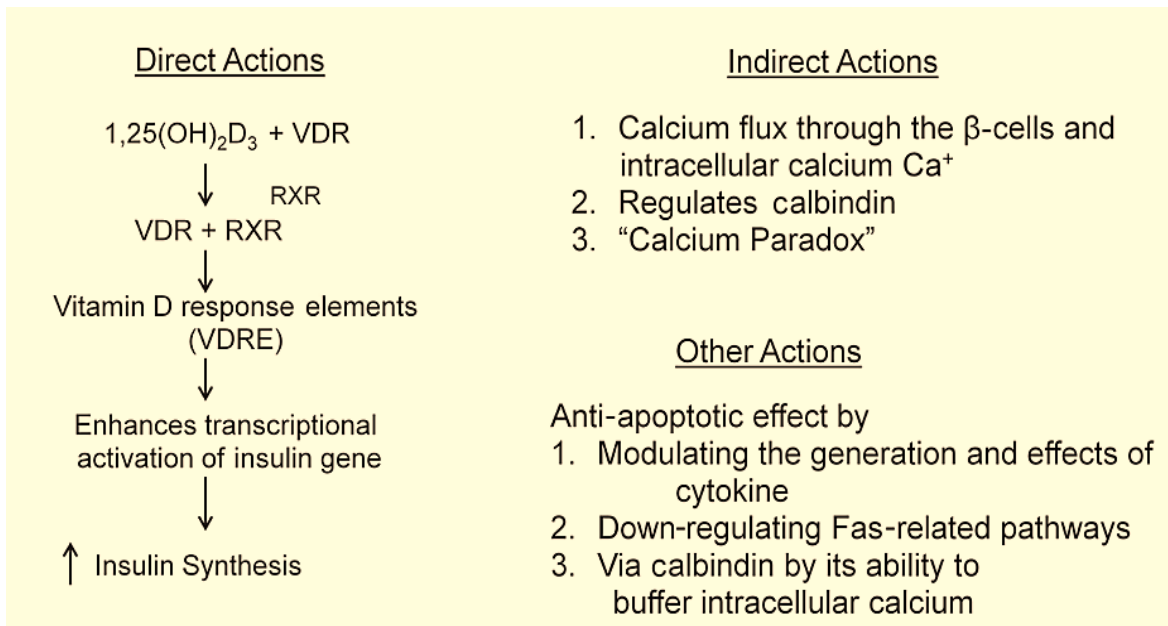 Direct Actions
1,25(OH)₂D₃ + VDR
RXR
VDR + RXR
Vitamin D response elements
(VDRE)
Enhances transcriptional
activation of insulin gene
↑ Insulin Synthesis
Indirect Actions
1. Calcium flux through the β-cells and
intracellular calcium Ca⁺
2. Regulates calbindin
3. “Calcium Paradox”
Other Actions
Anti-apoptotic effect by
1. Modulating the generation and effects of
cytokine
2. Down-regulating Fas-related pathways
3. Via calbindin by its ability to
buffer intracellular calcium